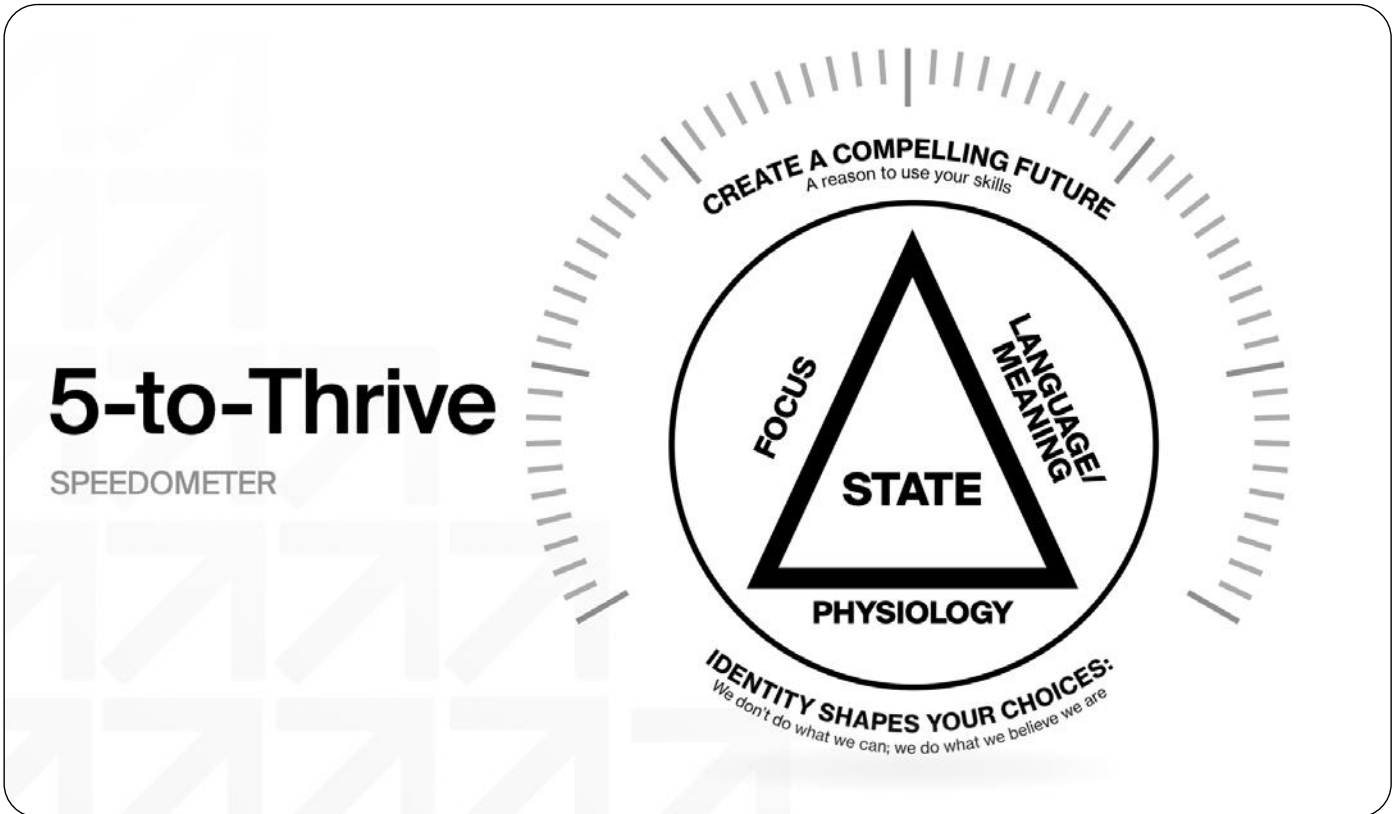 5-to-Thrive
SPEEDOMETER
CREATE A COMPELLING FUTURE
A reason to use your skills
FOCUS
LANGUAGE/
MEANING
STATE
PHYSIOLOGY
IDENTITY SHAPES YOUR CHOICES:
We don't do what we can; we do what we believe we are